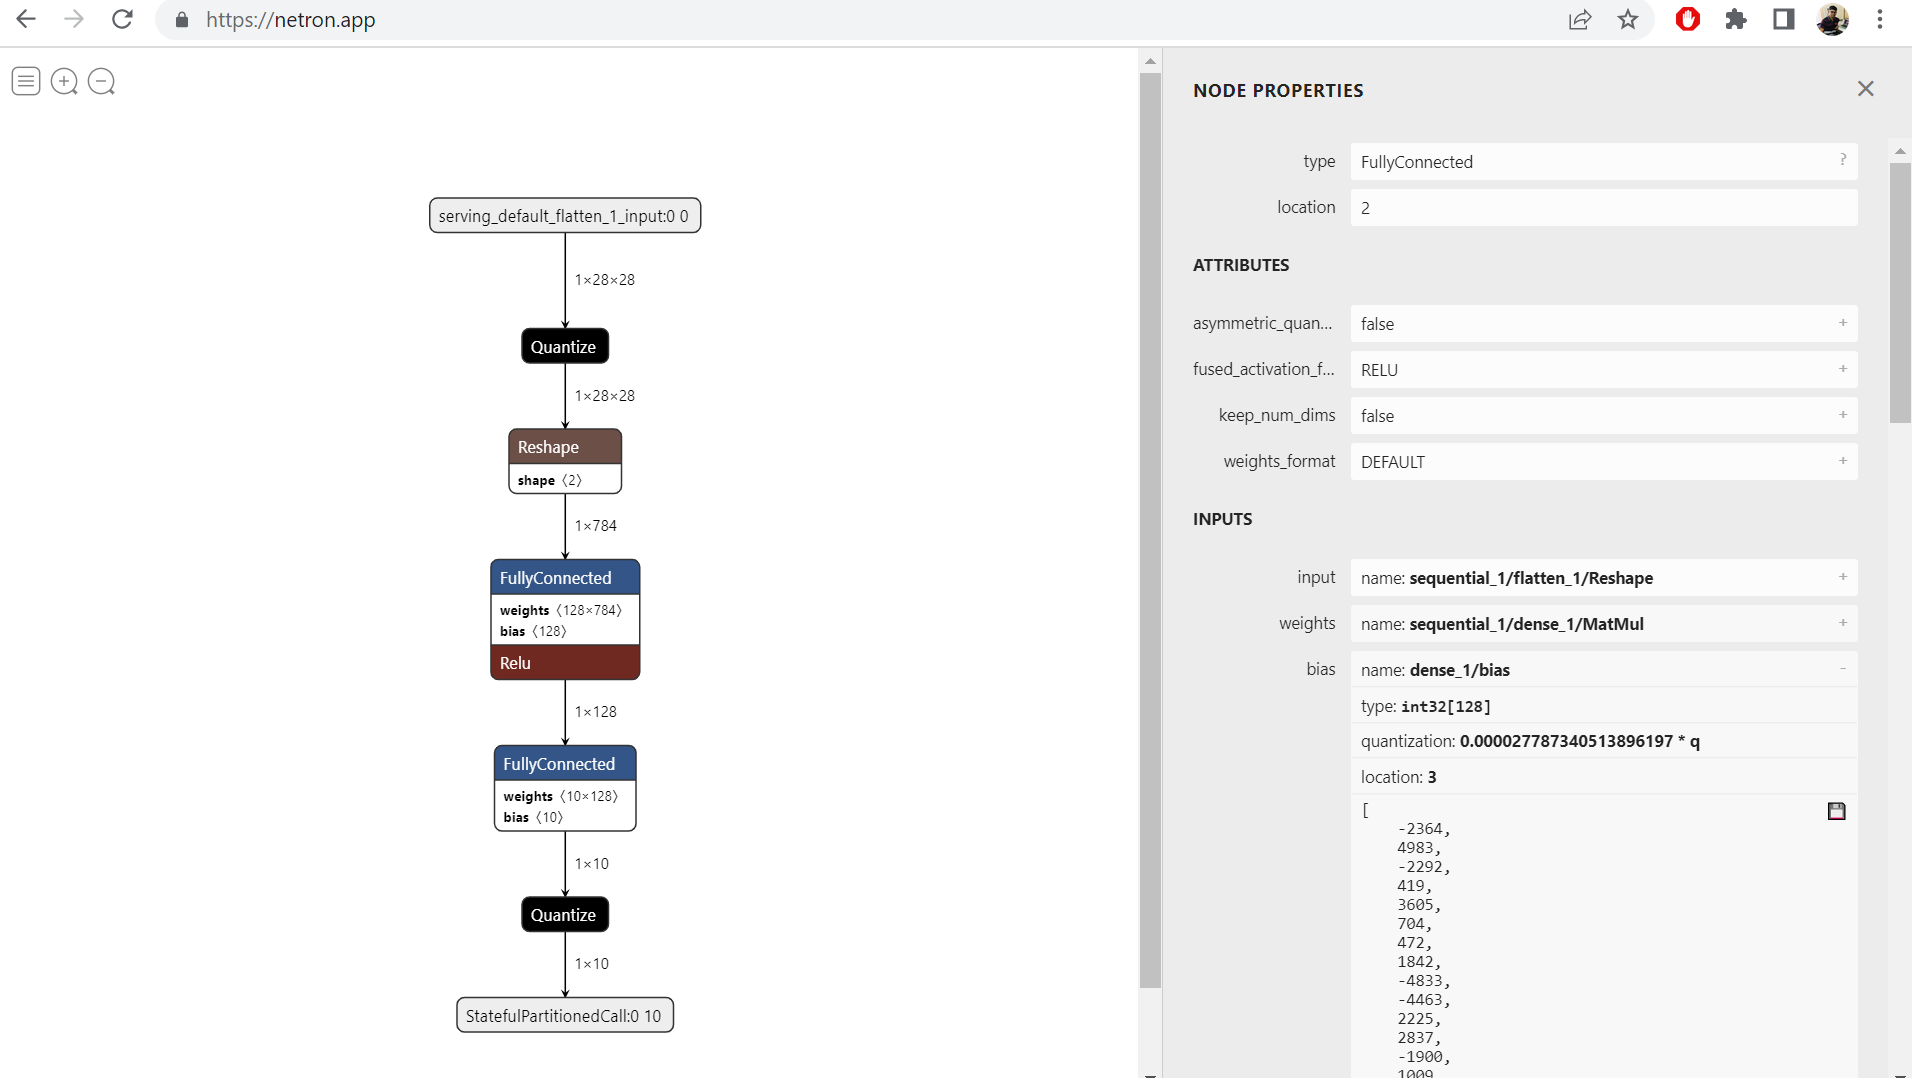 https://netron.app
serving_default_flatten_1_input:0 0
1×28×28
Quantize
1×28×28
Reshape
shape ⟨2⟩
1×784
FullyConnected
weights ⟨128×784⟩
bias ⟨128⟩
Relu
1×128
FullyConnected
weights ⟨10×128⟩
bias ⟨10⟩
1×10
Quantize
1×10
StatefulPartitionedCall:0 10
NODE PROPERTIES
type FullyConnected ?
location 2
ATTRIBUTES
asymmetric_quan... false +
fused_activation_f... RELU +
keep_num_dims false +
weights_format DEFAULT +
INPUTS
input name: sequential_1/flatten_1/Reshape +
weights name: sequential_1/dense_1/MatMul +
bias name: dense_1/bias -
type: int32[128]
quantization: 0.000027787340513896197 * q
location: 3
[
-2364,
4983,
-2292,
419,
3605,
704,
472,
1842,
-4833,
-4463,
2225,
2837,
-1900,
1009